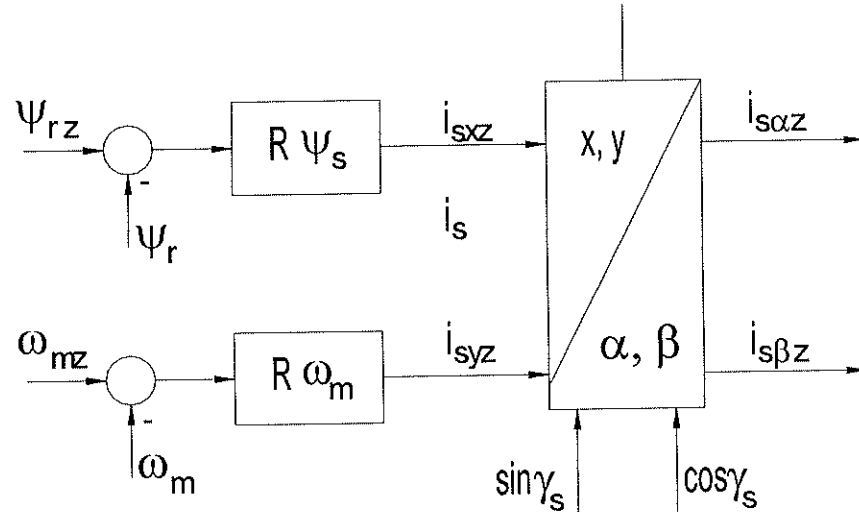 ψrz Rψs isxz x, y isαz
- ψr is
ωmz Rωm isyz α, β isβz
- ωm sinγs cosγs